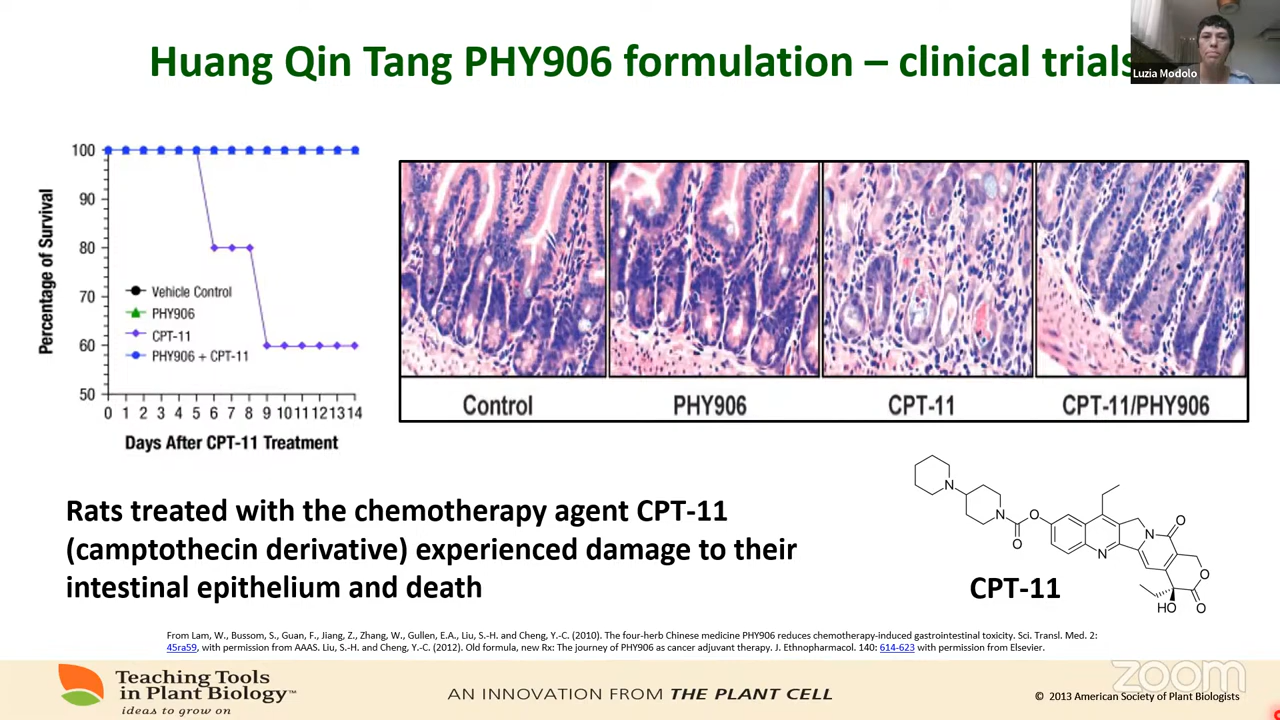 Huang Qin Tang PHY906 formulation – clinical trials
Luzia Modolo
Percentage of Survival
100
90
80
70
60
50
Vehicle Control
PHY906
CPT-11
PHY906 + CPT-11
0 1 2 3 4 5 6 7 8 9 10 11 12 13 14
Days After CPT-11 Treatment
Control
PHY906
CPT-11
CPT-11/PHY906
Rats treated with the chemotherapy agent CPT-11
(camptothecin derivative) experienced damage to their
intestinal epithelium and death
N
N
O
O
N
N
O
O
O
HO
CPT-11
From Lam, W., Bussom, S., Guan, F., Jiang, Z., Zhang, W., Gullen, E.A., Liu, S.-H. and Cheng, Y.-C. (2010). The four-herb Chinese medicine PHY906 reduces chemotherapy-induced gastrointestinal toxicity. Sci. Transl. Med. 2:
45ra59, with permission from AAAS. Liu, S.-H. and Cheng, Y.-C. (2012). Old formula, new Rx: The journey of PHY906 as cancer adjuvant therapy. J. Ethnopharmacol. 140: 614-623 with permission from Elsevier.
Teaching Tools
in Plant Biology™
ideas to grow on
AN INNOVATION FROM THE PLANT CELL
zoom
© 2013 American Society of Plant Biologists